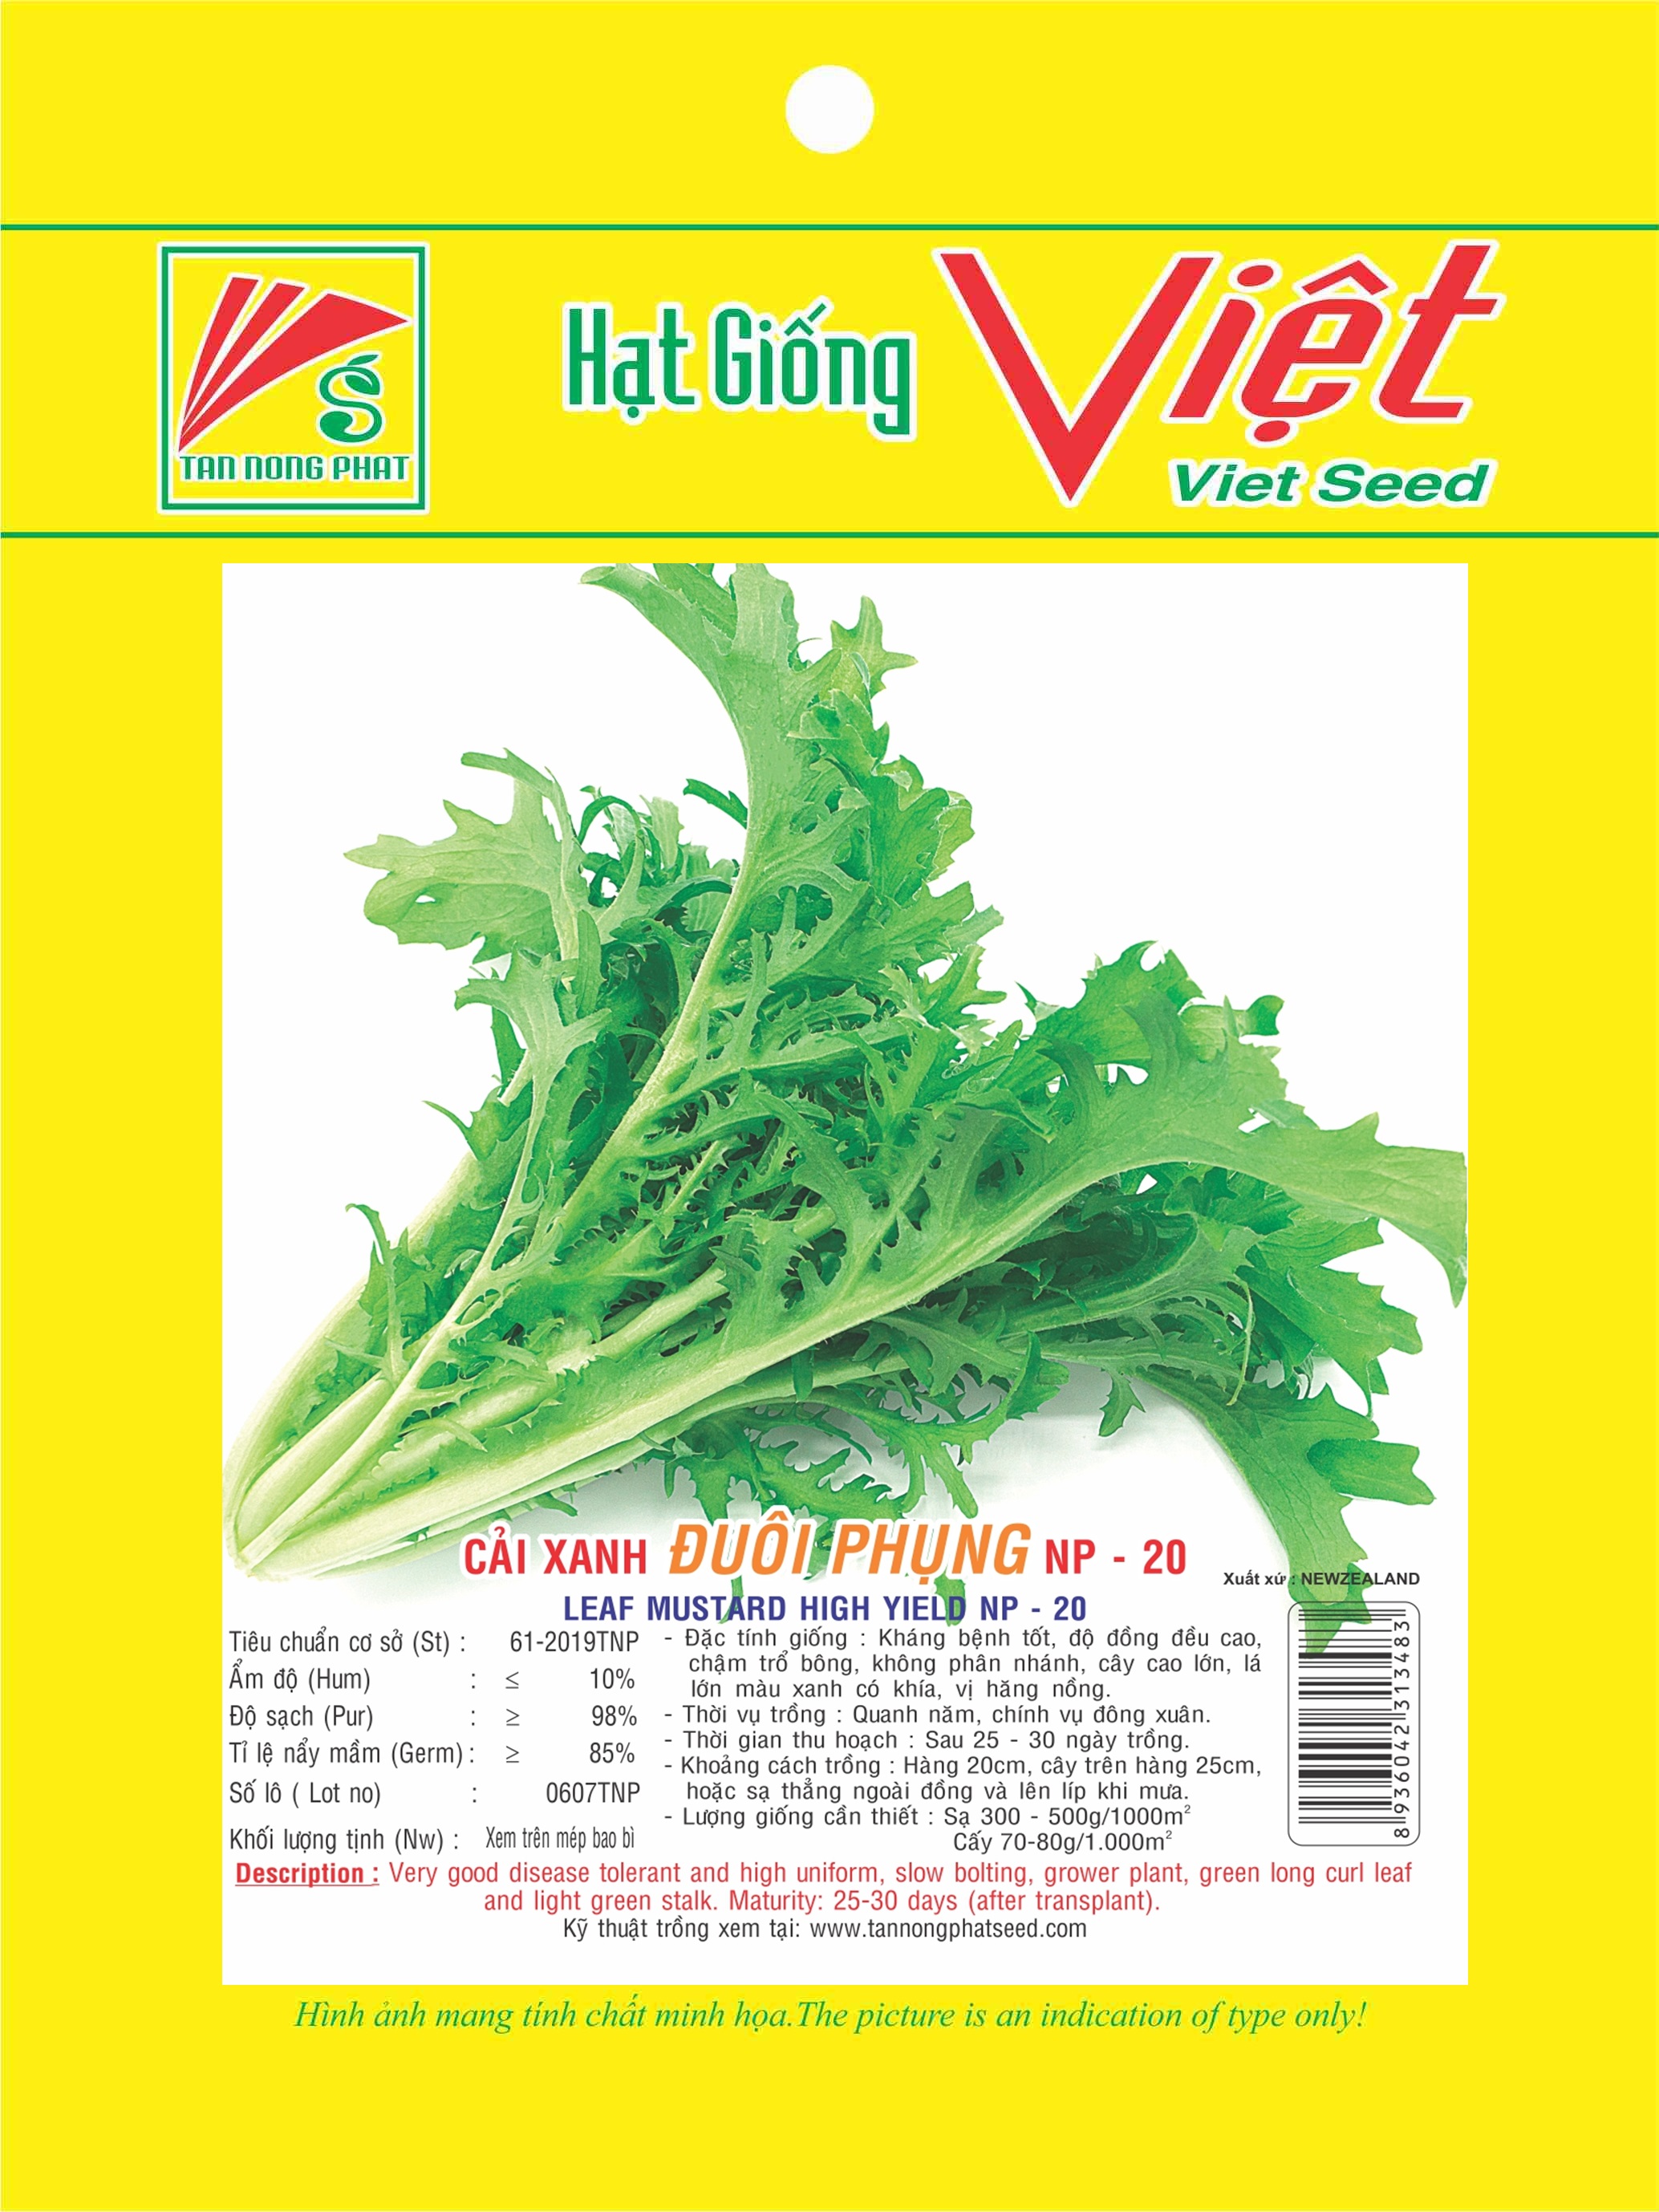 TAN NONG PHAT
Hạt Giống Việt
Viet Seed
CẢI XANH ĐUÔI PHỤNG NP - 20
Xuất xứ : NEWZEALAND
LEAF MUSTARD HIGH YIELD NP - 20
Tiêu chuẩn cơ sở (St) : 61-2019TNP
Ẩm độ (Hum) : ≤ 10%
Độ sạch (Pur) : ≥ 98%
Tỉ lệ nẩy mầm (Germ) : ≥ 85%
Số lô ( Lot no) : 0607TNP
Khối lượng tịnh (Nw) : Xem trên mép bao bì
- Đặc tính giống : Kháng bệnh tốt, độ đồng đều cao,
chậm trổ bông, không phân nhánh, cây cao lớn, lá
lớn màu xanh có khía, vị hăng nồng.
- Thời vụ trồng : Quanh năm, chính vụ đông xuân.
- Thời gian thu hoạch : Sau 25 - 30 ngày trồng.
- Khoảng cách trồng : Hàng 20cm, cây trên hàng 25cm,
hoặc sạ thẳng ngoài đồng và lên líp khi mưa.
- Lượng giống cần thiết : Sạ 300 - 500g/1000m²
Cấy 70-80g/1.000m²
8936042313483
Description : Very good disease tolerant and high uniform, slow bolting, grower plant, green long curl leaf
and light green stalk. Maturity: 25-30 days (after transplant).
Kỹ thuật trồng xem tại: www.tannongphatseed.com
Hình ảnh mang tính chất minh họa.The picture is an indication of type only!